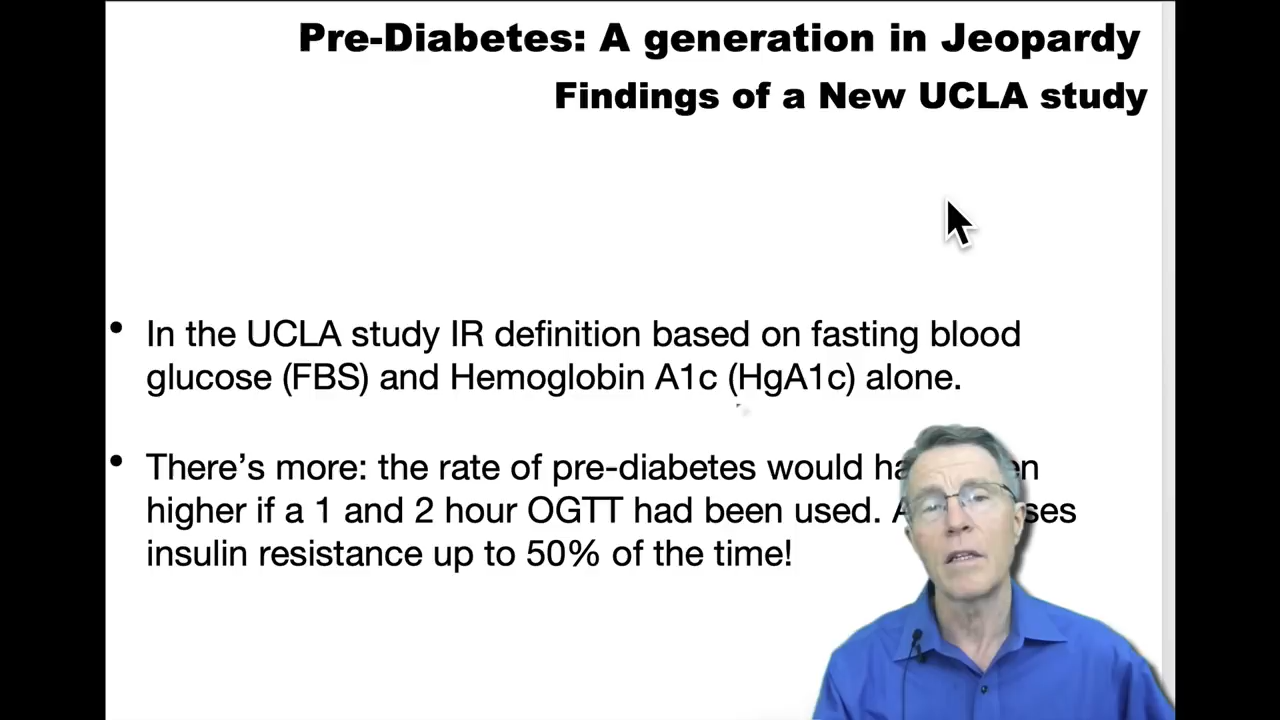 Pre-Diabetes: A generation in Jeopardy
Findings of a New UCLA study
• In the UCLA study IR definition based on fasting blood
glucose (FBS) and Hemoglobin A1c (HgA1c) alone.
• There's more: the rate of pre-diabetes would
higher if a 1 and 2 hour OGTT had been used.
insulin resistance up to 50% of the time!